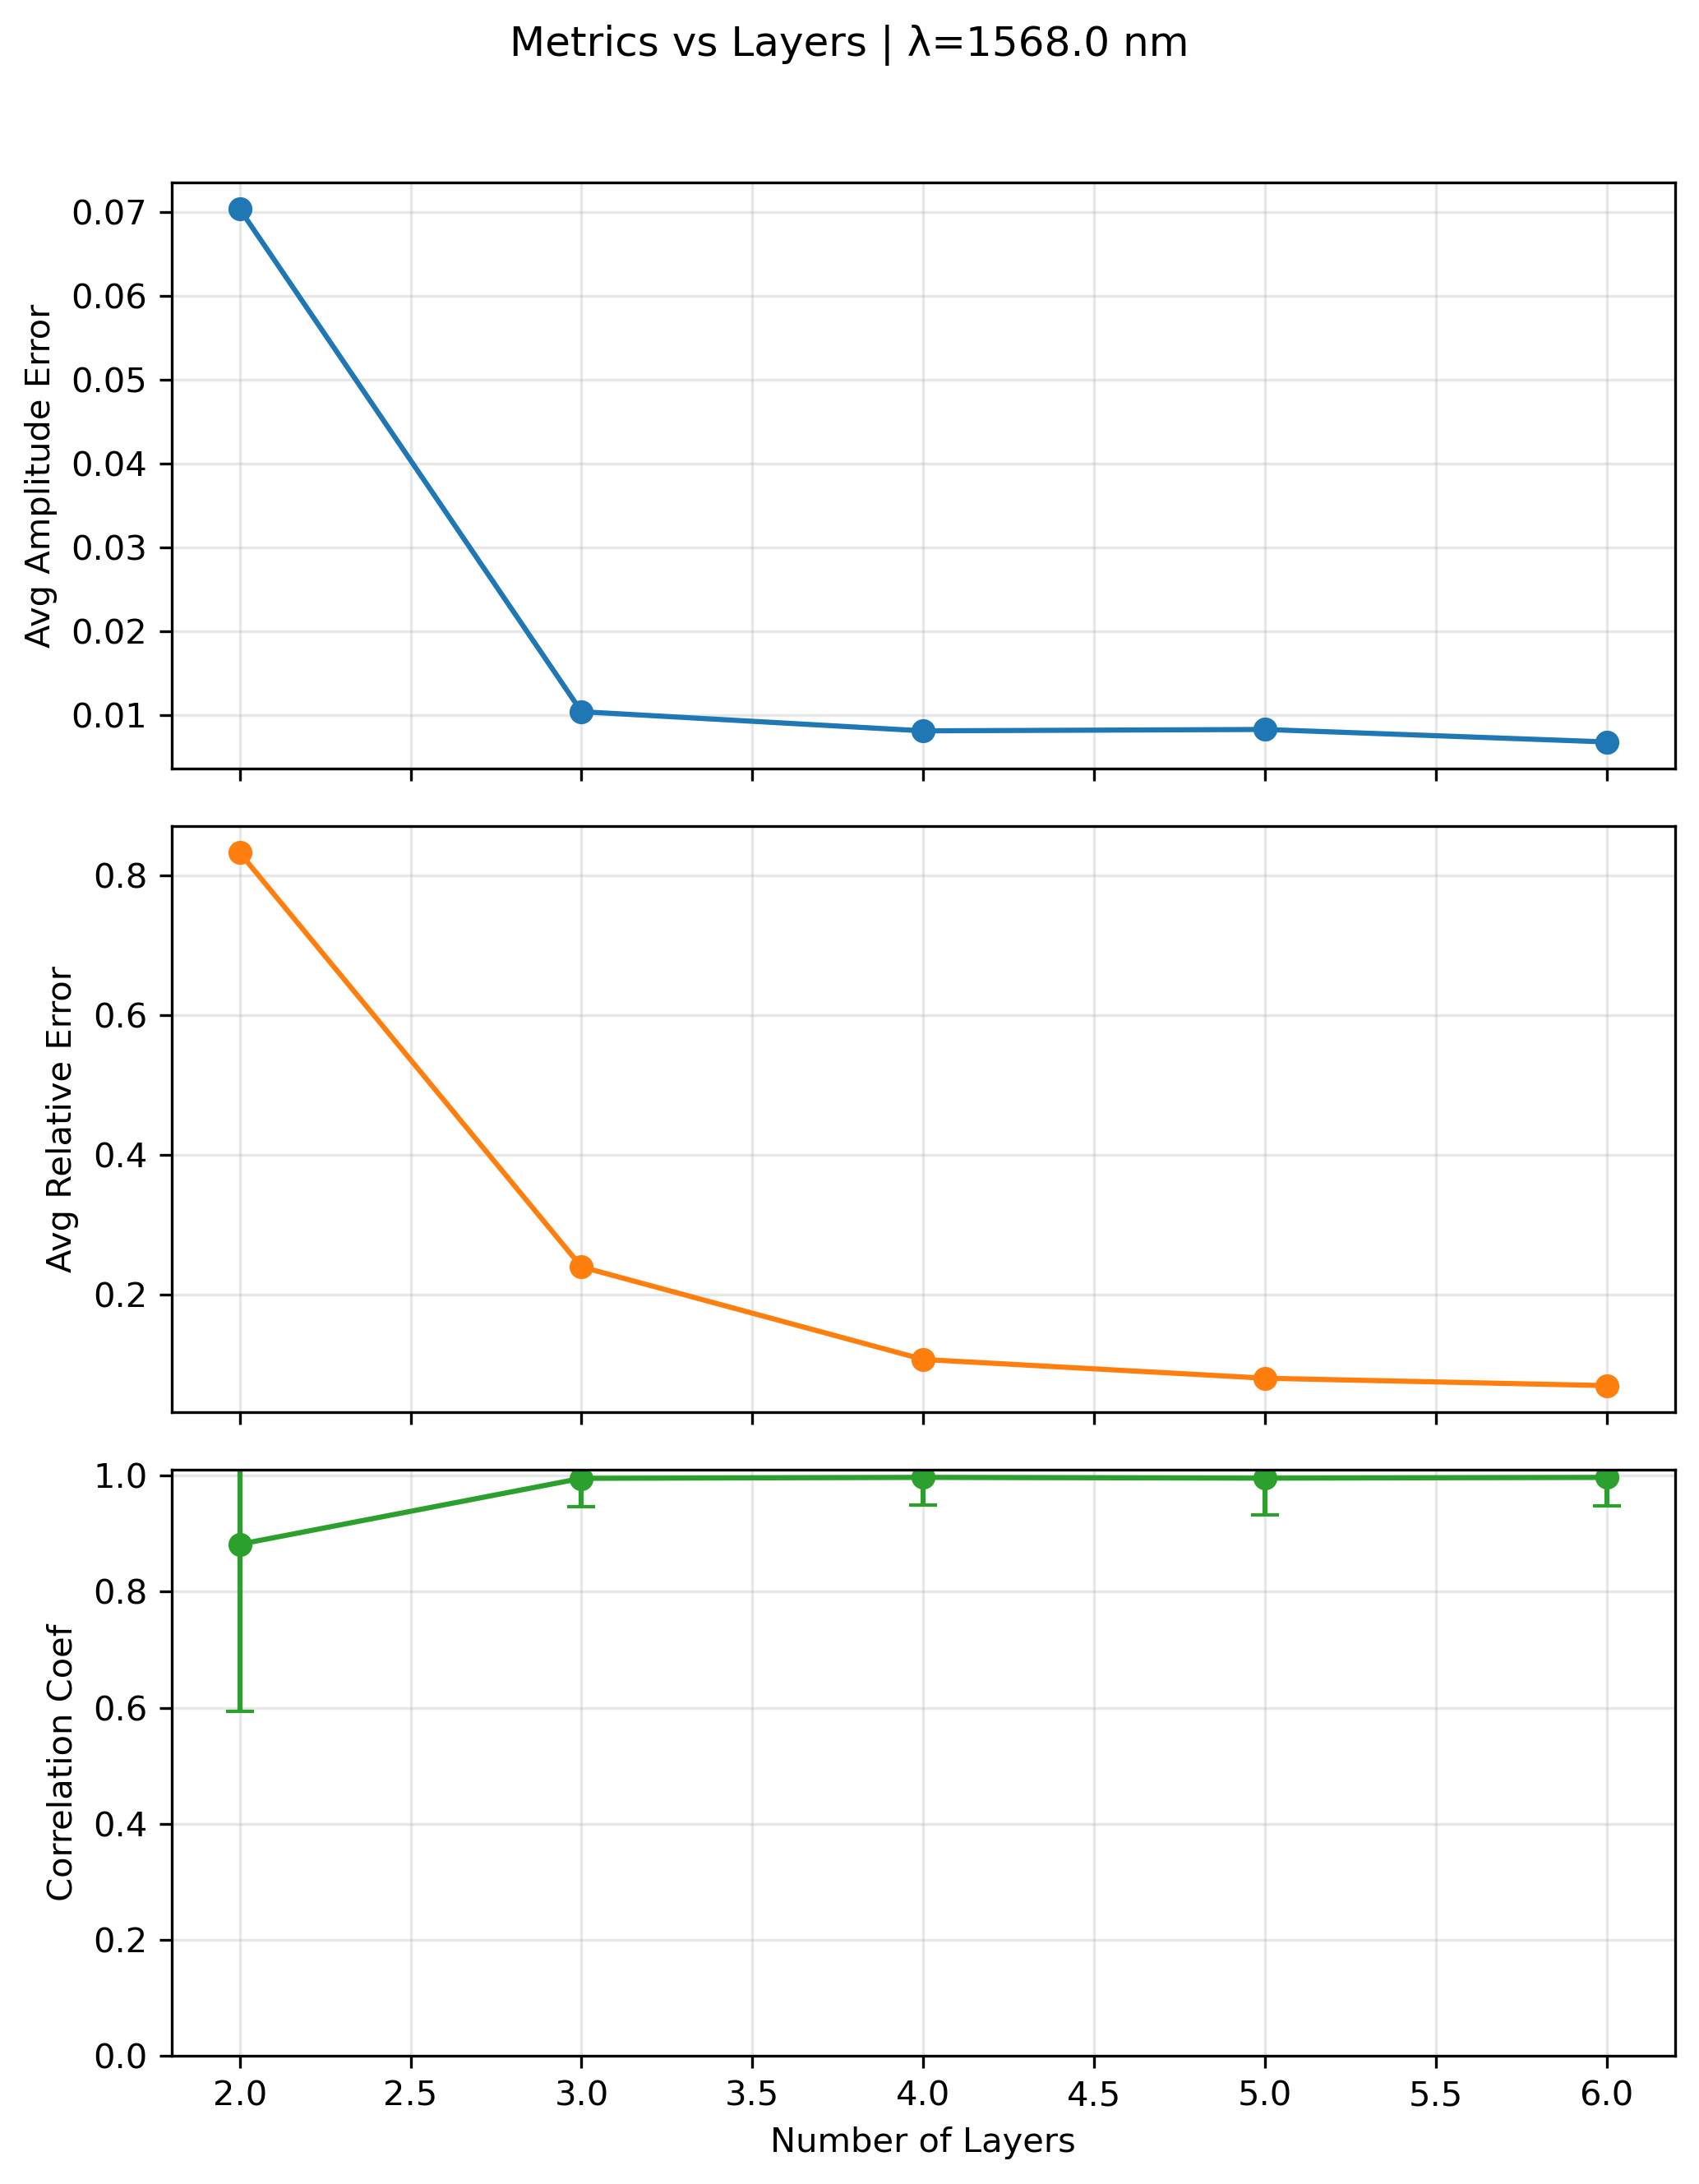 Metrics vs Layers | λ=1568.0 nm
Avg Amplitude Error
0.07
0.06
0.05
0.04
0.03
0.02
0.01
Avg Relative Error
0.8
0.6
0.4
0.2
Correlation Coef
1.0
0.8
0.6
0.4
0.2
0.0
2.0 2.5 3.0 3.5 4.0 4.5 5.0 5.5 6.0
Number of Layers